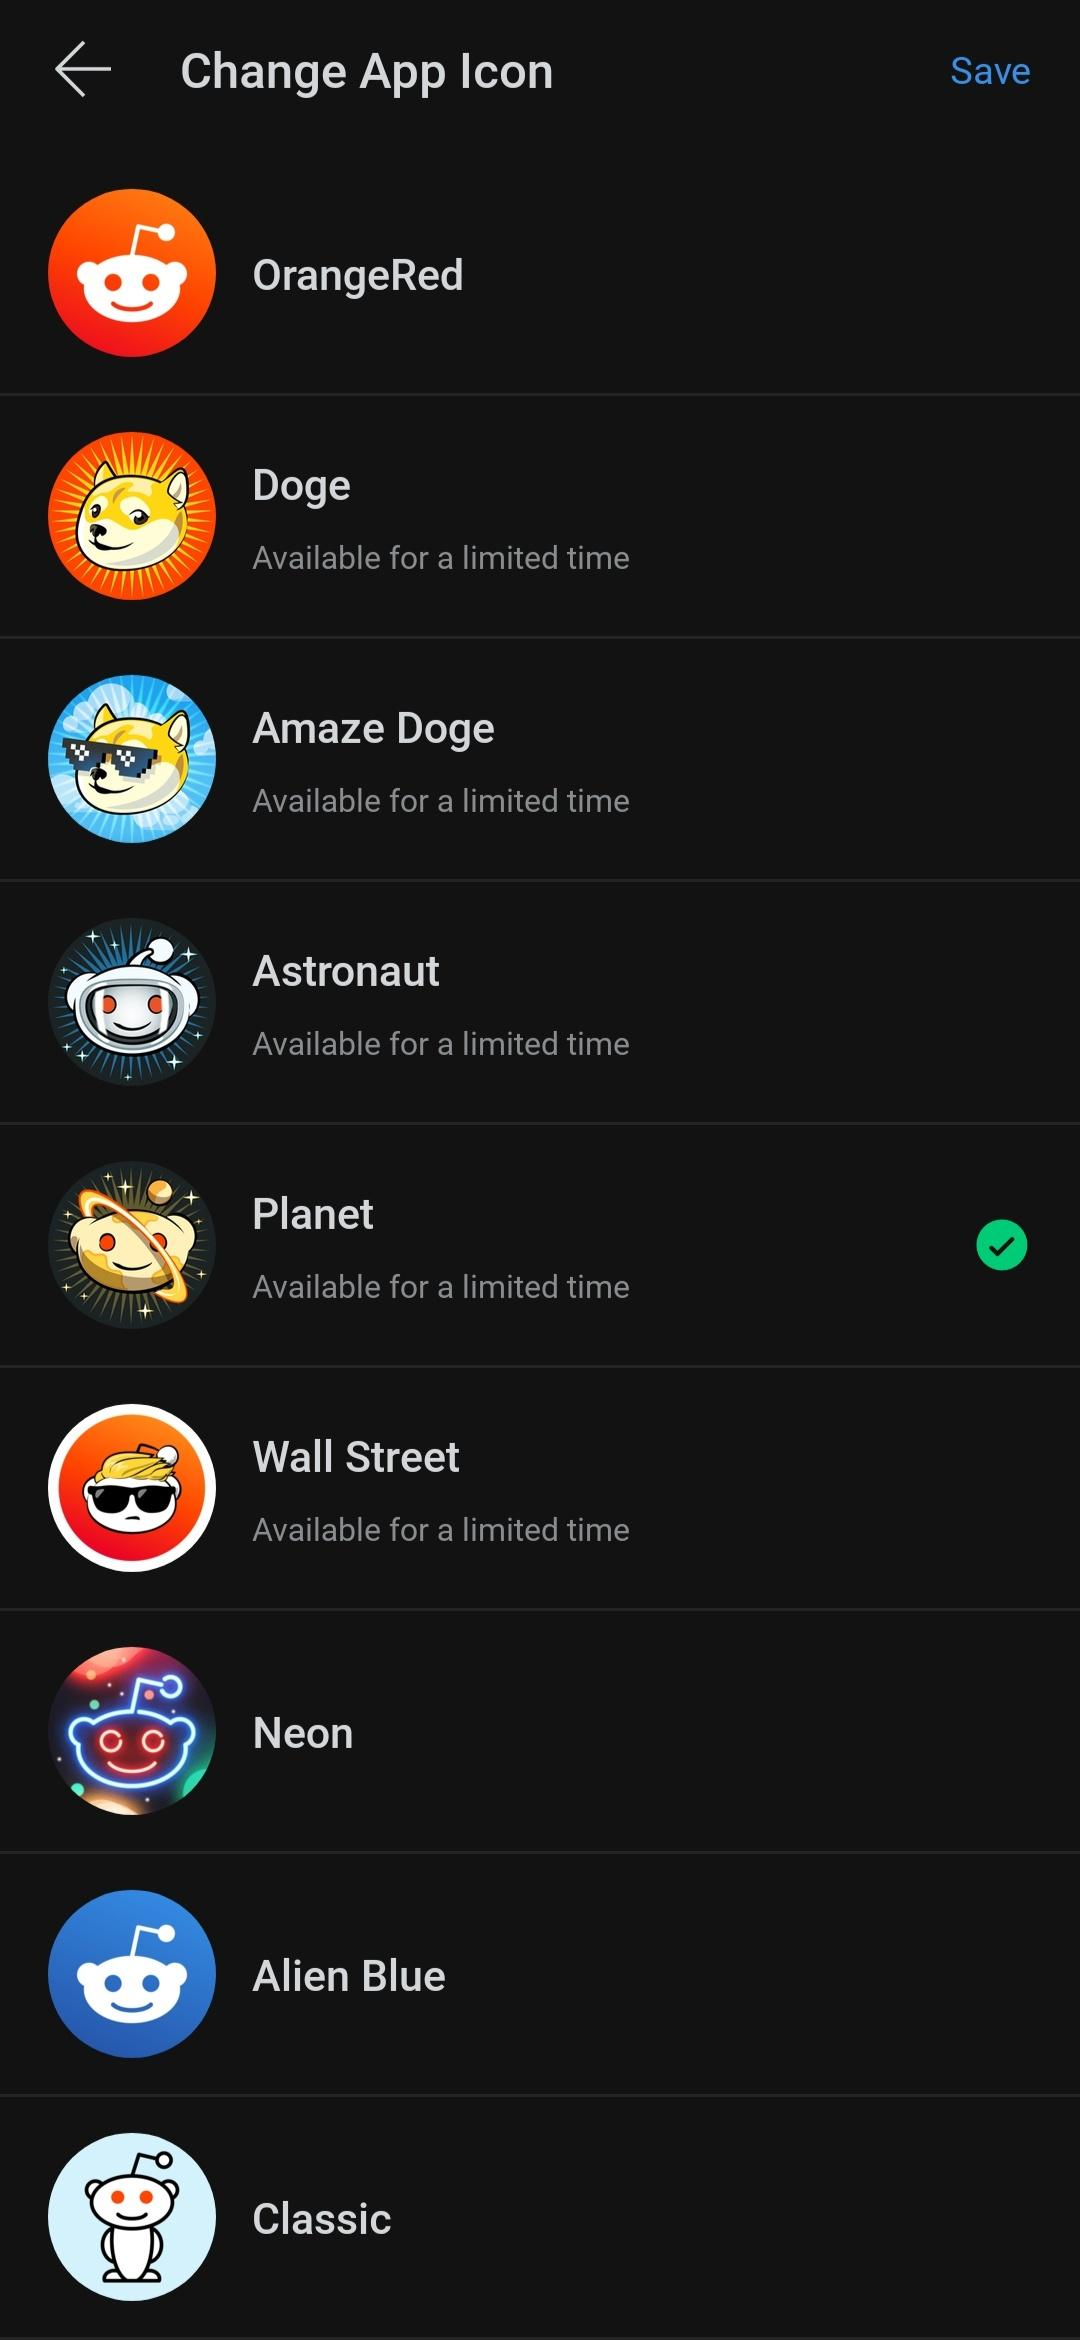 Change App Icon
Save
OrangeRed
Doge
Available for a limited time
Amaze Doge
Available for a limited time
Astronaut
Available for a limited time
Planet
Available for a limited time
Wall Street
Available for a limited time
Neon
Alien Blue
Classic